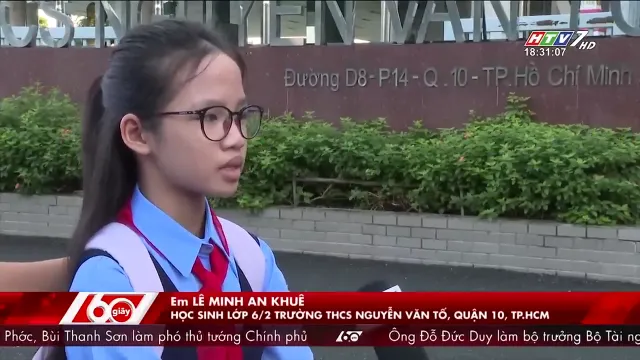 HTV7 HD
18:31:07
Đường D8-P14-Q.10-TP.Hồ Chí Minh
Em LÊ MINH AN KHUÊ
HỌC SINH LỚP 6/2 TRƯỜNG THCS NGUYỄN VĂN TỐ, QUẬN 10, TP.HCM
60 giây
Phớc, Bùi Thanh Sơn làm phó thủ tướng Chính phủ
60
Ông Đỗ Đức Duy làm bộ trưởng Bộ Tài ng